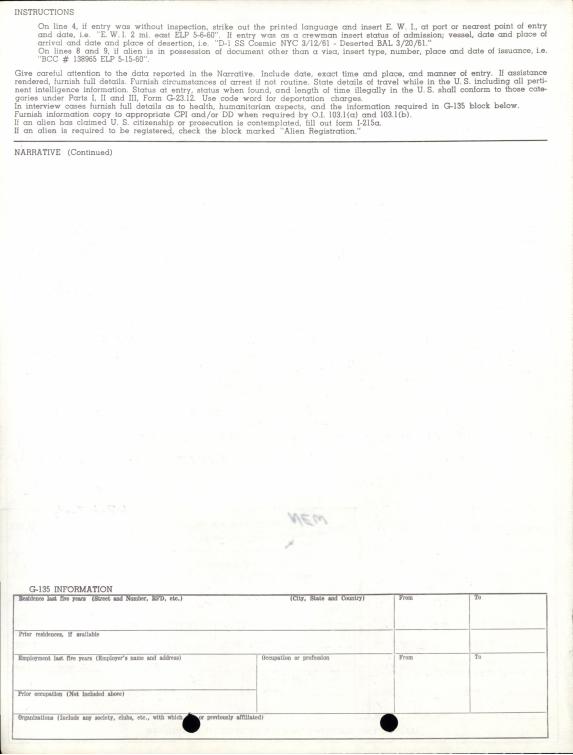 INSTRUCTIONS
On line 4, if entry was without inspection, strike out the printed language and insert E. W. I., at port or nearest point of entry
and date, i.e. "E. W. I. 2 mi. east ELP 5-6-60". If entry was as a crewman insert status of admission; vessel, date and place of
arrival and date and place of desertion, i.e. "D-1 SS Cosmic NYC 3/12/61 - Deserted BAL 3/20/61."
On lines 8 and 9, if alien is in possession of document other than a visa, insert type, number, place and date of issuance, i.e.
"BCC # 138965 ELP 5-15-60".
Give careful attention to the data reported in the Narrative. Include date, exact time and place, and manner of entry. If assistance
rendered, furnish full details. Furnish circumstances of arrest if not routine. State details of travel while in the U. S. including all perti-
nent intelligence information. Status at entry, status when found, and length of time illegally in the U. S. shall conform to those cate-
gories under Parts I, II and III, Form G-23.12. Use code word for deportation charges.
In interview cases furnish full details as to health, humanitarian aspects, and the information required in G-135 block below.
Furnish information copy to appropriate CPI and/or DD when required by O.I. 103.1(a) and 103.1(b).
If an alien has claimed U. S. citizenship or prosecution is contemplated, fill out form I-215a.
If an alien is required to be registered, check the block marked "Alien Registration."
NARRATIVE (Continued)
G-135 INFORMATION
Residence last five years (Street and Number, RFD, etc.) (City, State and Country) From To
Prior residences, if available
Employment last five years (Employer's name and address) Occupation or profession From To
Prior occupation (Not included above)
Organizations (Include any society, clubs, etc., with which or previously affiliated)